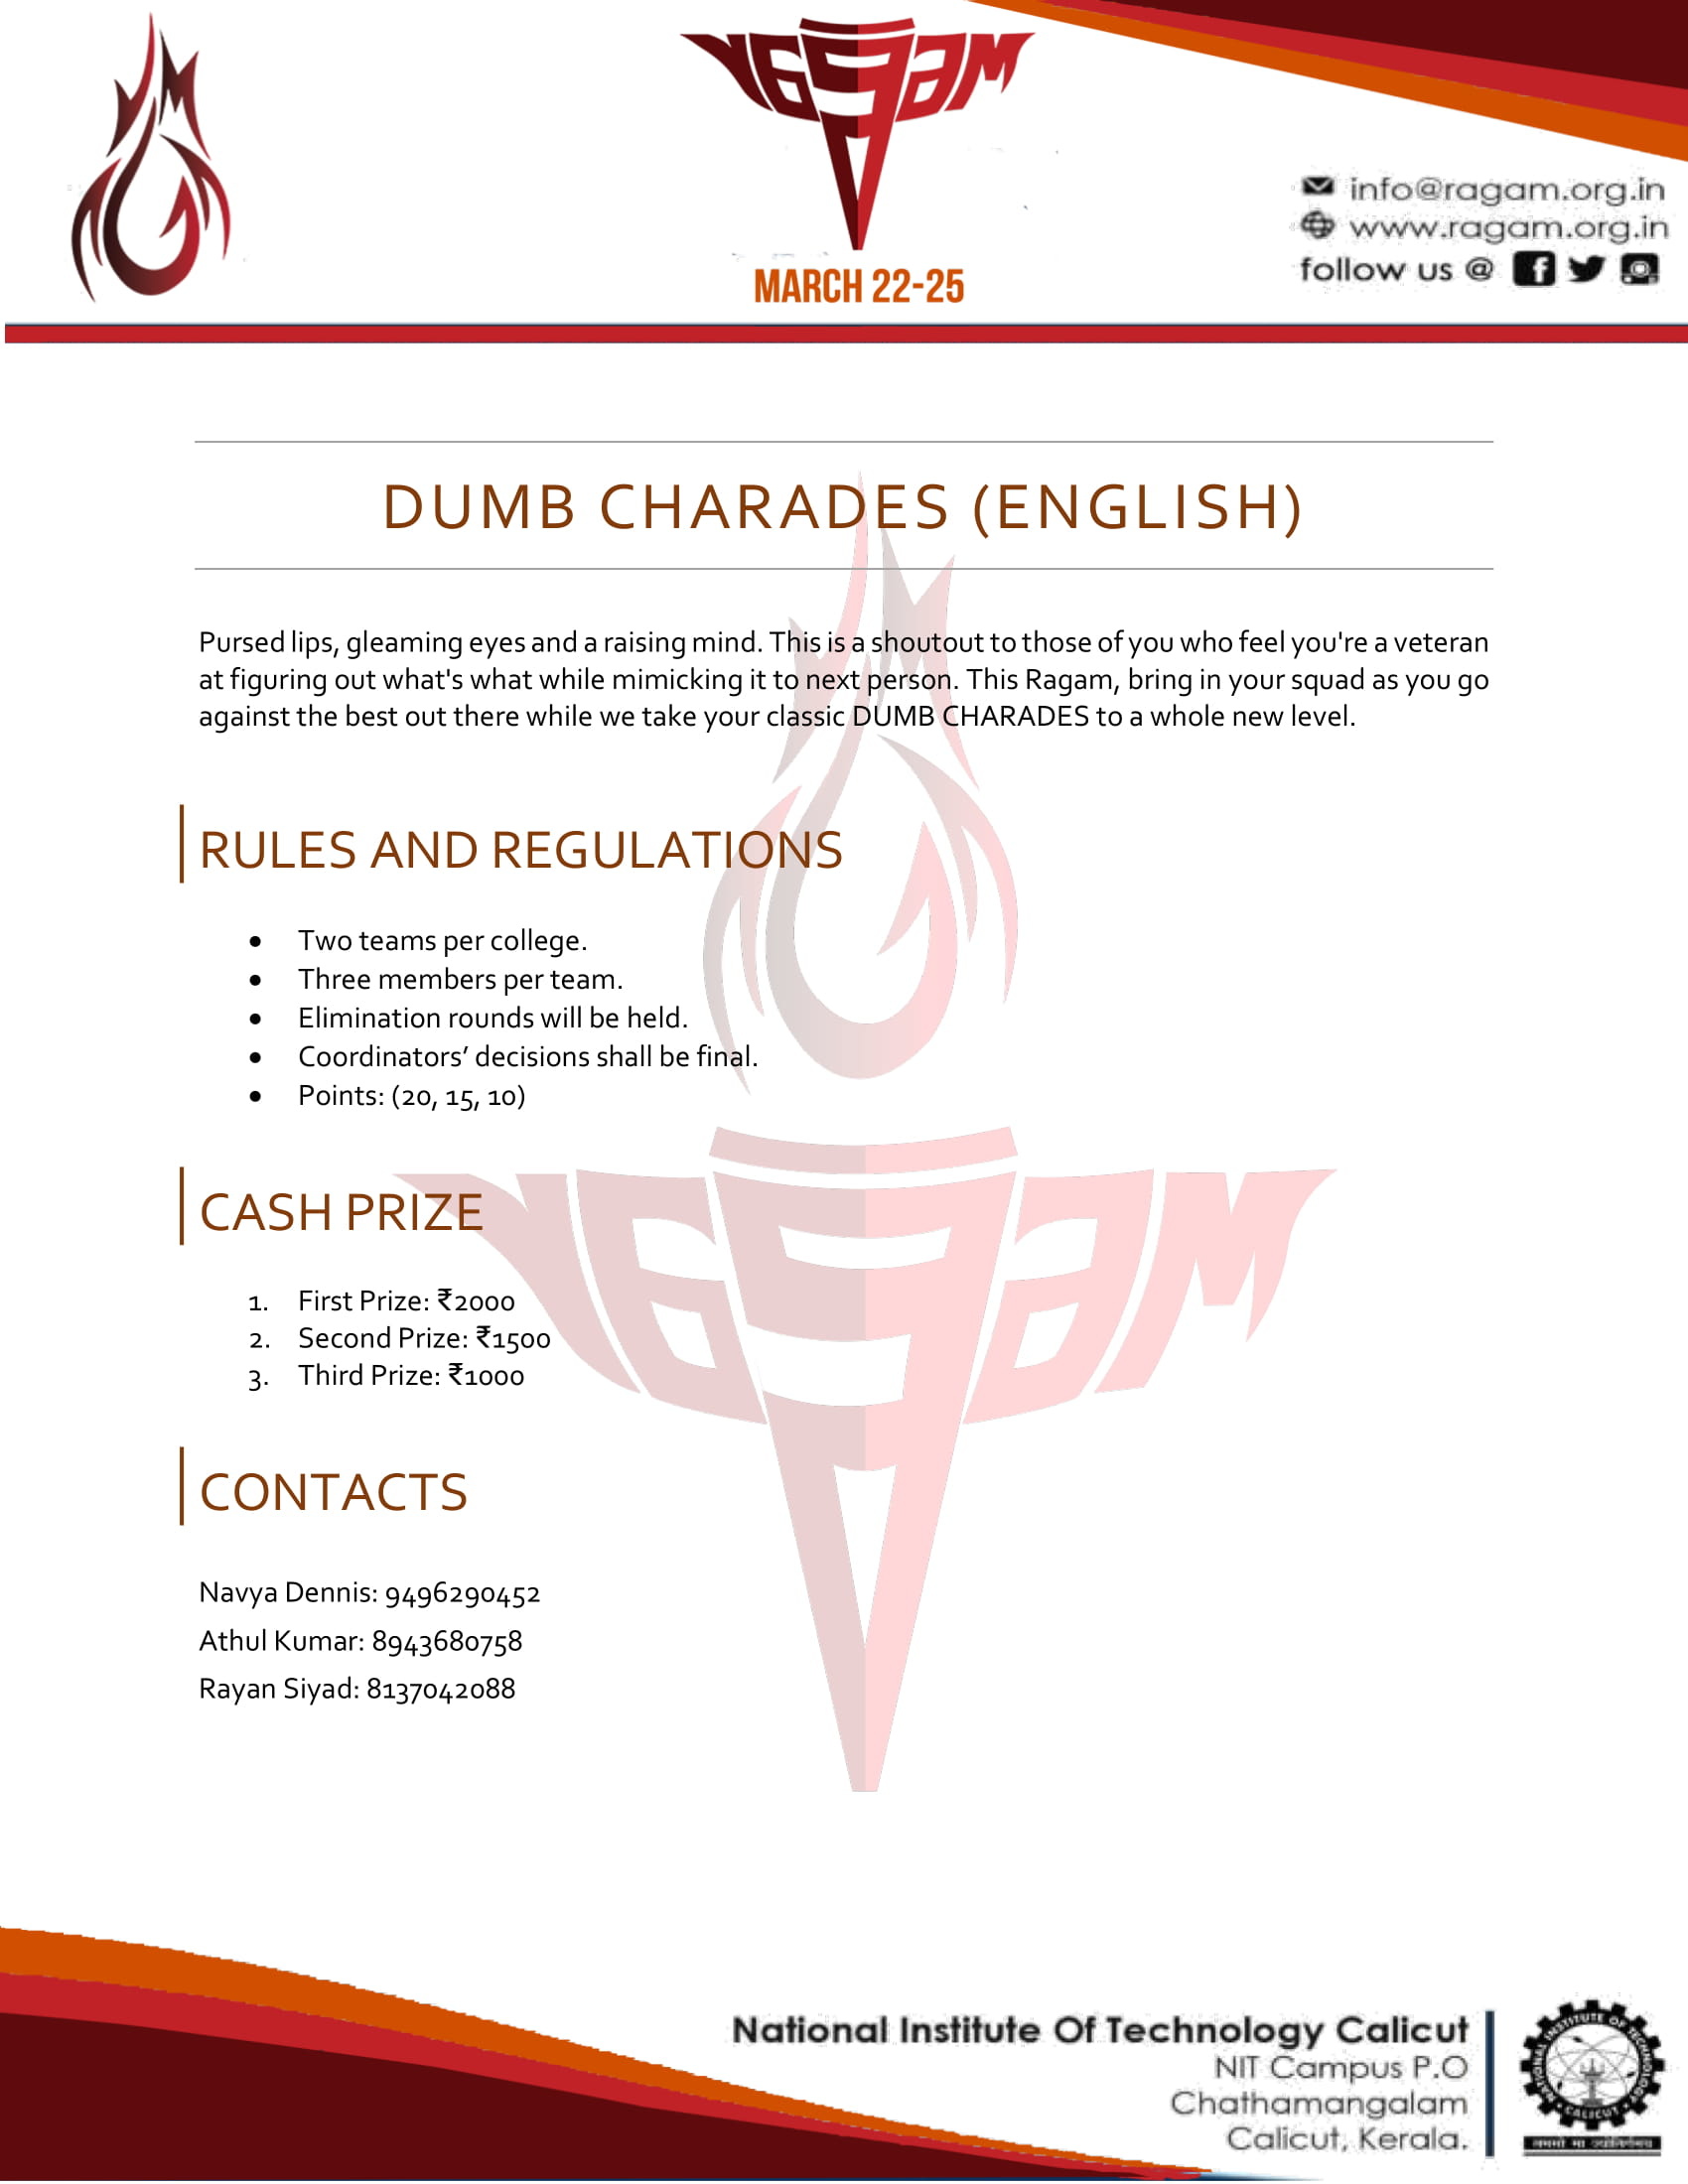 ragam
MARCH 22-25
info@ragam.org.in
www.ragam.org.in
follow us @
DUMB CHARADES (ENGLISH)
Pursed lips, gleaming eyes and a raising mind. This is a shoutout to those of you who feel you're a veteran
at figuring out what's what while mimicking it to next person. This Ragam, bring in your squad as you go
against the best out there while we take your classic DUMB CHARADES to a whole new level.
RULES AND REGULATIONS
• Two teams per college.
• Three members per team.
• Elimination rounds will be held.
• Coordinators’ decisions shall be final.
• Points: (20, 15, 10)
CASH PRIZE
1. First Prize: ₹2000
2. Second Prize: ₹1500
3. Third Prize: ₹1000
CONTACTS
Navya Dennis: 9496290452
Athul Kumar: 8943680758
Rayan Siyad: 8137042088
National Institute Of Technology Calicut
NIT Campus P.O
Chathamangalam
Calicut, Kerala.
NATIONAL INSTITUTE OF TECHNOLOGY
CALICUT